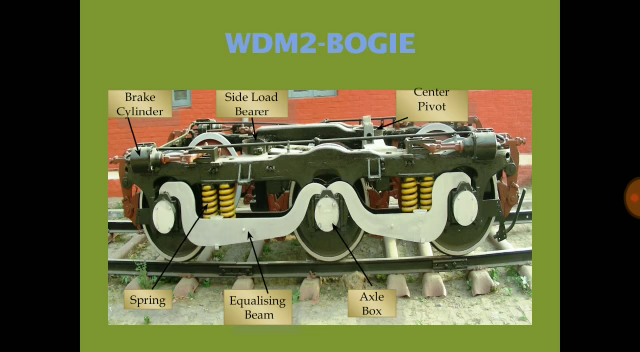 WDM2-BOGIE
Brake
Cylinder
Side Load
Bearer
Center
Pivot
Spring
Equalising
Beam
Axle
Box